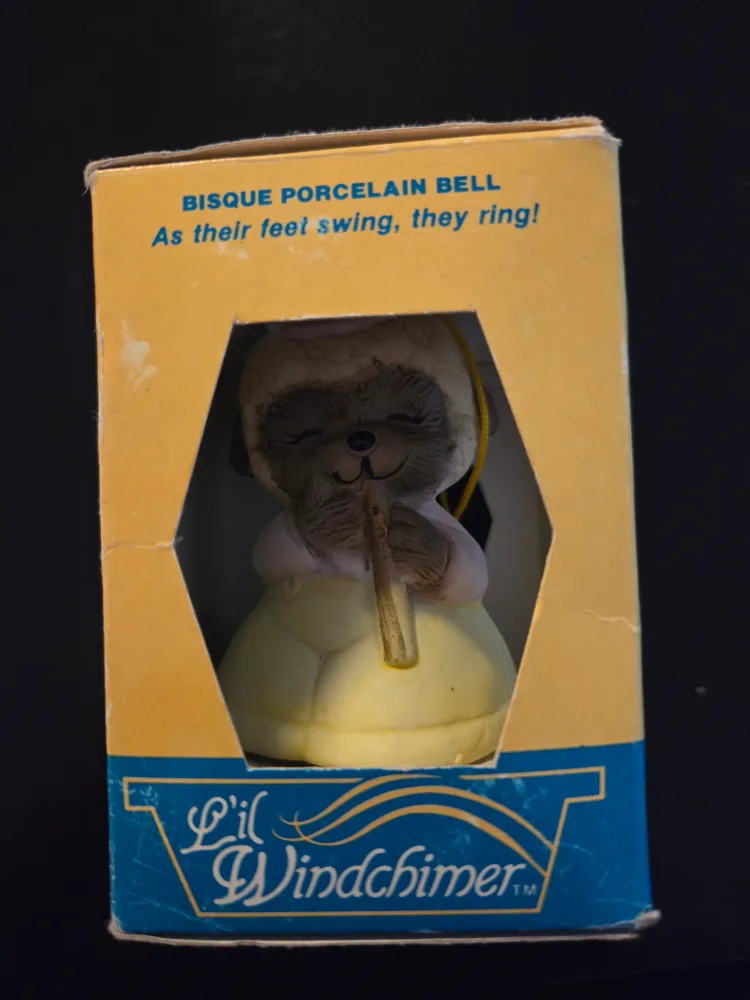 BISQUE PORCELAIN BELL
As their feet swing, they ring!
L'il
Windchimer™